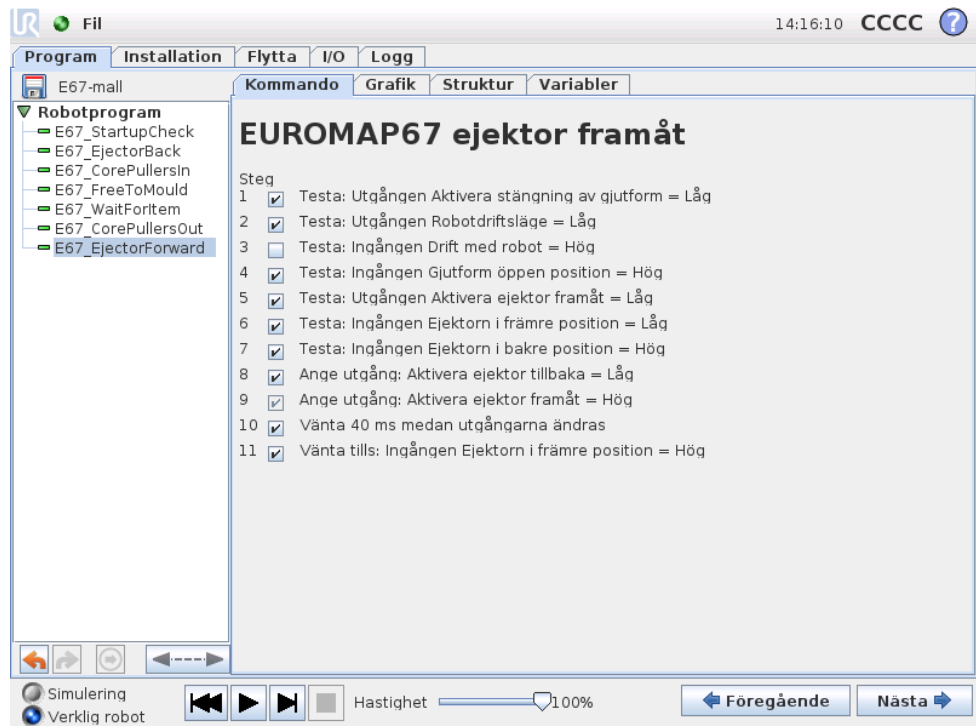 UR Fil 14:16:10 CCCC ?
Program Installation Flytta I/O Logg
E67-mall
Robotprogram
E67_StartupCheck
E67_EjectorBack
E67_CorePullersIn
E67_FreeToMould
E67_WaitForItem
E67_CorePullersOut
E67_EjectorForward
Kommando Grafik Struktur Variabler
EUROMAP67 ejektor framåt
Steg
1 Testa: Utgången Aktivera stängning av gjutform = Låg
2 Testa: Utgången Robotdriftsläge = Låg
3 Testa: Ingången Drift med robot = Hög
4 Testa: Ingången Gjutform öppen position = Hög
5 Testa: Utgången Aktivera ejektor framåt = Låg
6 Testa: Ingången Ejektorn i främre position = Låg
7 Testa: Ingången Ejektorn i bakre position = Hög
8 Ange utgång: Aktivera ejektor tillbaka = Låg
9 Ange utgång: Aktivera ejektor framåt = Hög
10 Vänta 40 ms medan utgångarna ändras
11 Vänta tills: Ingången Ejektorn i främre position = Hög
Simulering
Verklig robot
Hastighet 100%
Föregående Nästa